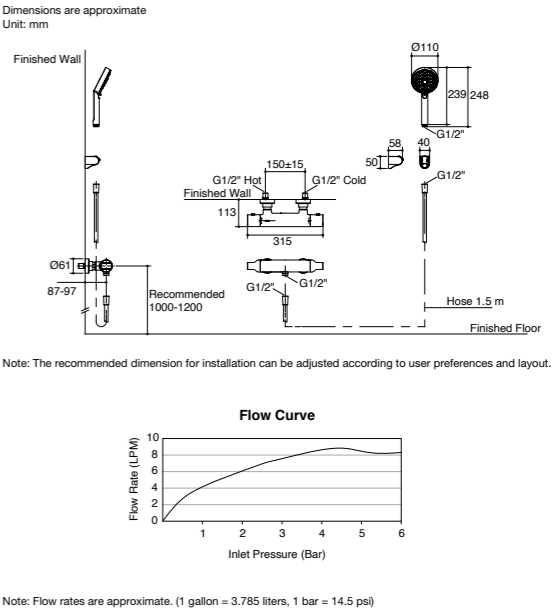 Dimensions are approximate
Unit: mm
Finished Wall
Ø110
239
248
G1/2"
58
40
50
G1/2"
150±15
G1/2" Hot
G1/2" Cold
Finished Wall
113
315
Ø61
87-97
Recommended
1000-1200
G1/2"
G1/2"
Hose 1.5 m
Finished Floor
Note: The recommended dimension for installation can be adjusted according to user preferences and layout.
Flow Curve
Flow Rate (LPM)
10
8
6
4
2
0
1 2 3 4 5 6
Inlet Pressure (Bar)
Note: Flow rates are approximate. (1 gallon = 3.785 liters, 1 bar = 14.5 psi)